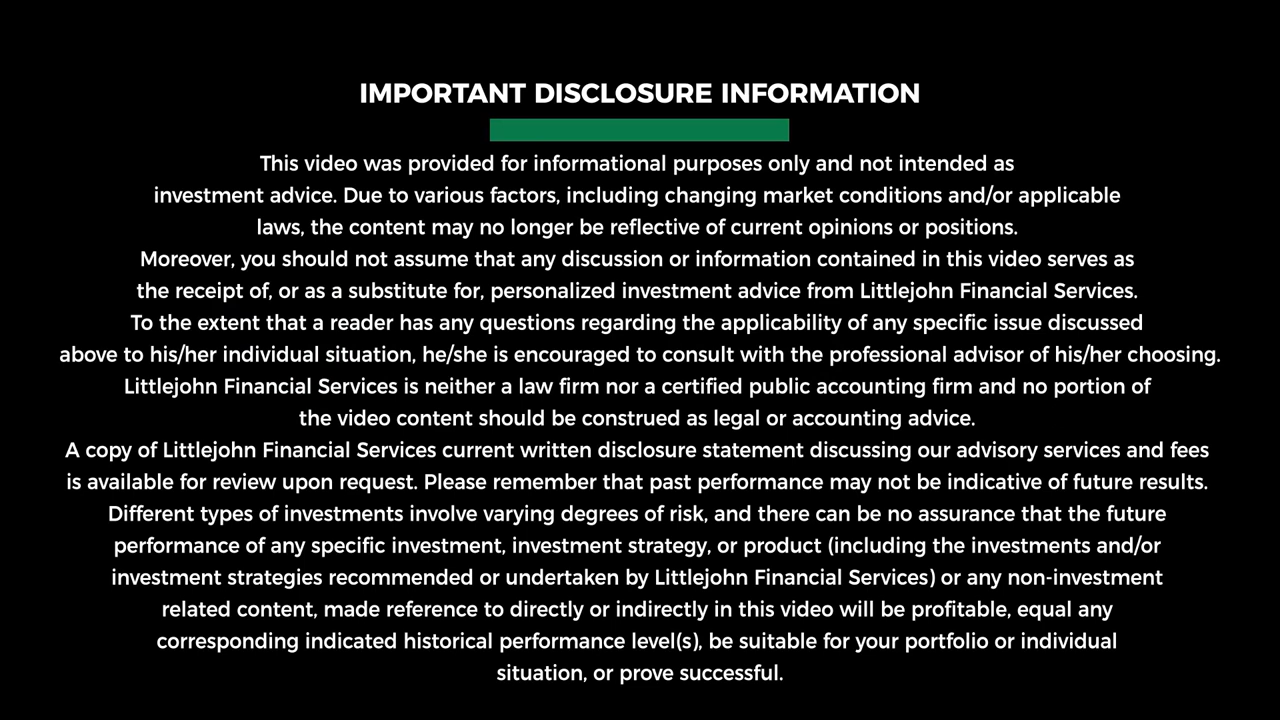 IMPORTANT DISCLOSURE INFORMATION
This video was provided for informational purposes only and not intended as
investment advice. Due to various factors, including changing market conditions and/or applicable
laws, the content may no longer be reflective of current opinions or positions.
Moreover, you should not assume that any discussion or information contained in this video serves as
the receipt of, or as a substitute for, personalized investment advice from Littlejohn Financial Services.
To the extent that a reader has any questions regarding the applicability of any specific issue discussed
above to his/her individual situation, he/she is encouraged to consult with the professional advisor of his/her choosing.
Littlejohn Financial Services is neither a law firm nor a certified public accounting firm and no portion of
the video content should be construed as legal or accounting advice.
A copy of Littlejohn Financial Services current written disclosure statement discussing our advisory services and fees
is available for review upon request. Please remember that past performance may not be indicative of future results.
Different types of investments involve varying degrees of risk, and there can be no assurance that the future
performance of any specific investment, investment strategy, or product (including the investments and/or
investment strategies recommended or undertaken by Littlejohn Financial Services) or any non-investment
related content, made reference to directly or indirectly in this video will be profitable, equal any
corresponding indicated historical performance level(s), be suitable for your portfolio or individual
situation, or prove successful.